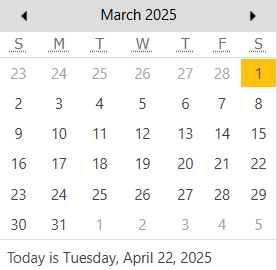 March 2025
S M T W T F S
23 24 25 26 27 28 1
2 3 4 5 6 7 8
9 10 11 12 13 14 15
16 17 18 19 20 21 22
23 24 25 26 27 28 29
30 31 1 2 3 4 5
Today is Tuesday, April 22, 2025